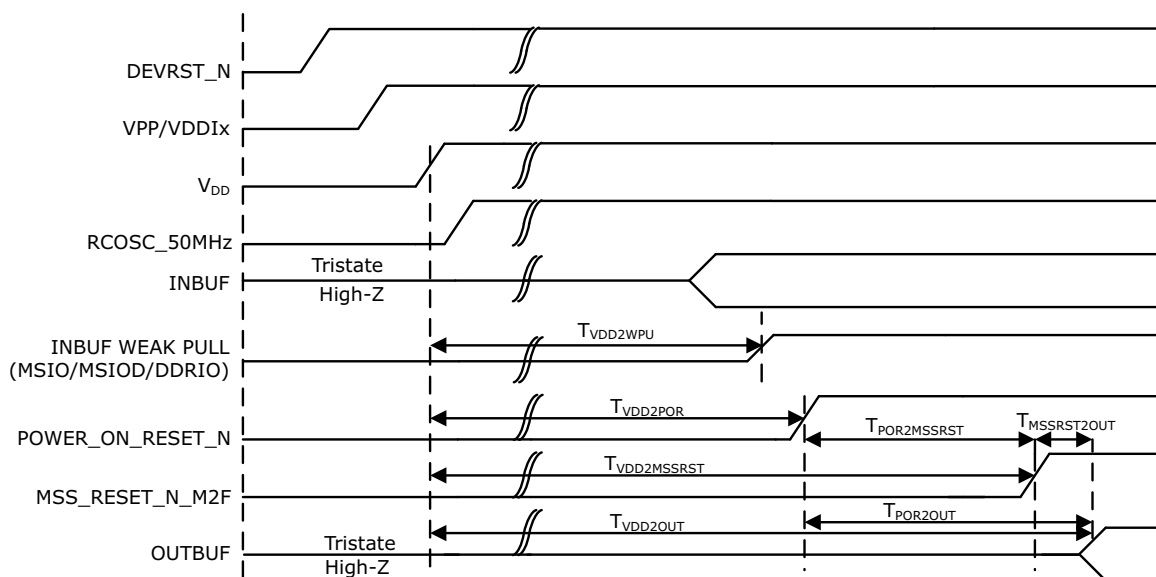 DEVRST_N
VPP/VDDIx
VDD
RCOSC_50MHz
Tristate
INBUF
High-Z
TVDD2WPU
INBUF WEAK PULL
(MSIO/MSIOD/DDRIO)
TVDD2POR
TPOR2MSSRST
TMSSRST2OUT
POWER_ON_RESET_N
TVDD2MSSRST
MSS_RESET_N_M2F
TPOR2OUT
TVDD2OUT
Tristate
OUTBUF
High-Z